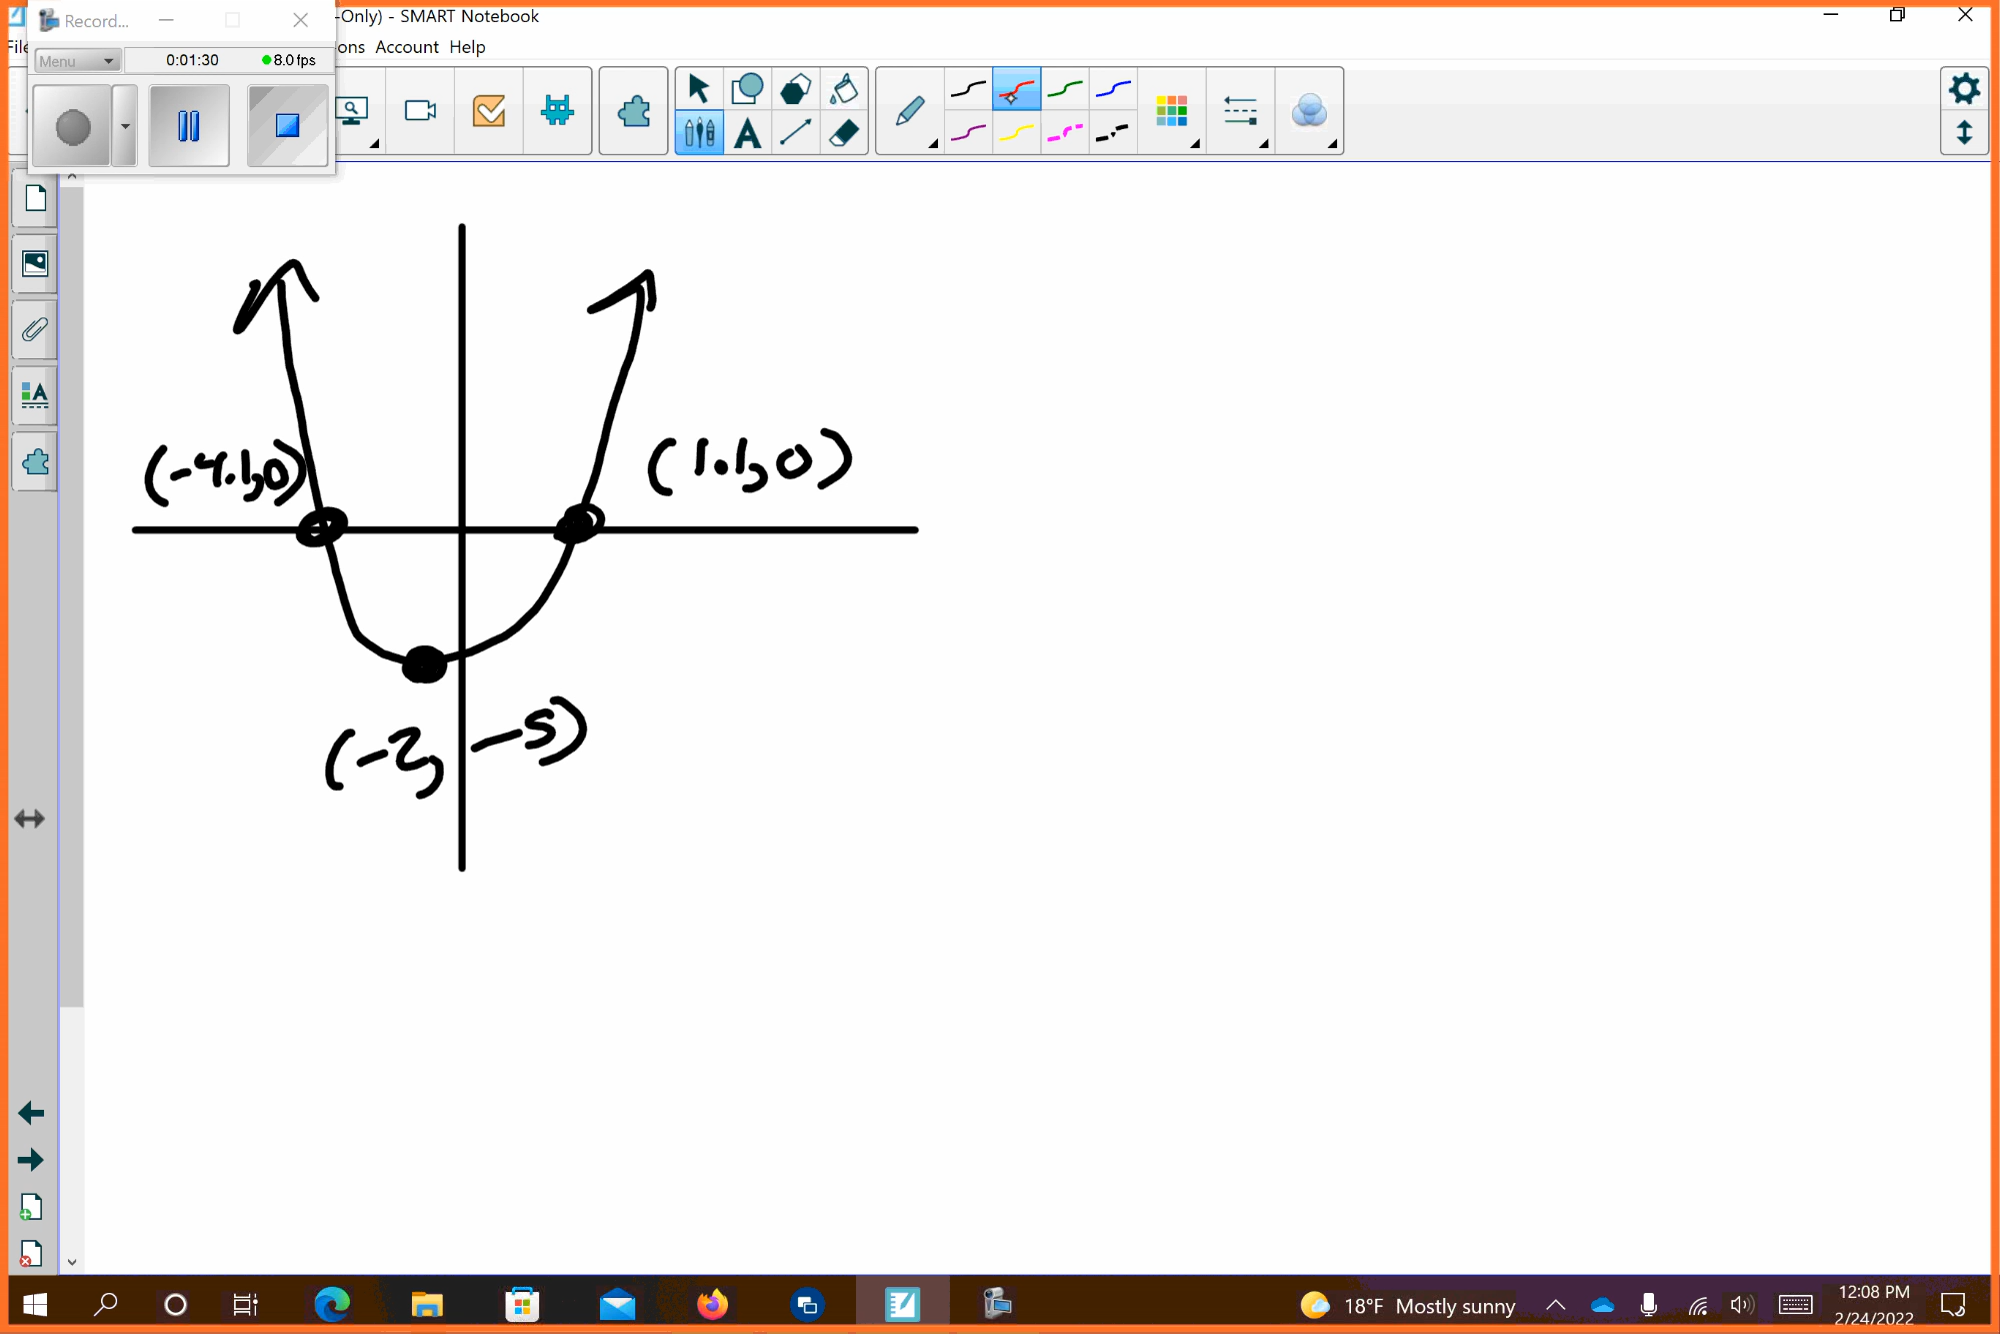 Record...
-Only) - SMART Notebook
File
ons Account Help
Menu
0:01:30
8.0 fps
A
A
(-4.1,0)
(1.1,0)
(-2, -5)
18°F Mostly sunny
12:08 PM
2/24/2022